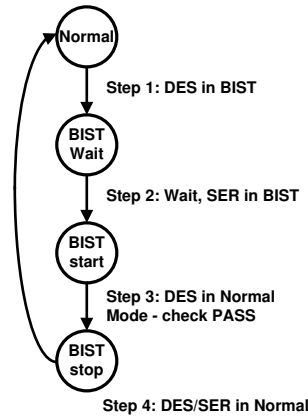 Normal
Step 1: DES in BIST
BIST
Wait
Step 2: Wait, SER in BIST
BIST
start
Step 3: DES in Normal
Mode - check PASS
BIST
stop
Step 4: DES/SER in Normal